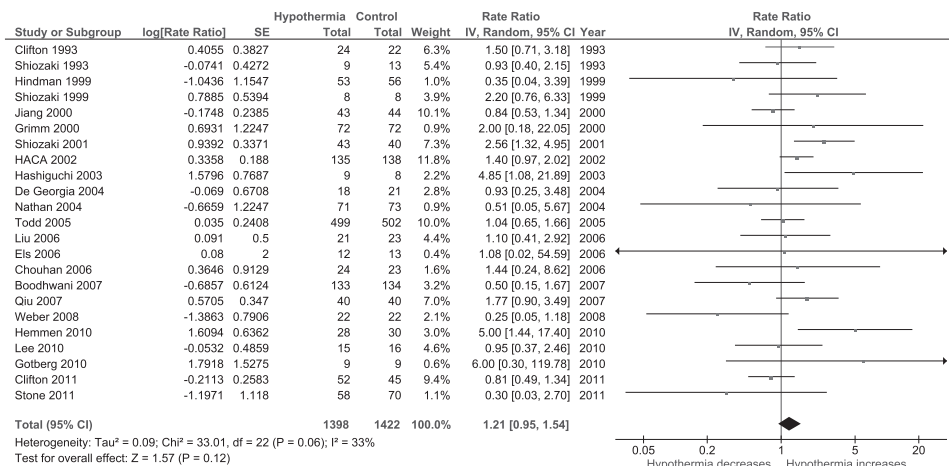 Hypothermia Control Rate Ratio Rate Ratio
Study or Subgroup log[Rate Ratio] SE Total Total Weight IV, Random, 95% CI Year IV, Random, 95% CI
Clifton 1993 0.4055 0.3827 24 22 6.3% 1.50 [0.71, 3.18] 1993
Shiozaki 1993 -0.0741 0.4272 9 13 5.5% 0.93 [0.40, 2.15] 1993
Hindman 1999 -1.0436 1.1547 53 56 1.0% 0.35 [0.04, 3.39] 1999
Shiozaki 1999 0.7885 0.5394 8 8 3.9% 2.20 [0.76, 6.33] 1999
Jiang 2000 -0.1748 0.2385 43 44 10.1% 0.84 [0.53, 1.34] 2000
Grimm 2000 0.6931 1.2247 72 72 0.9% 2.00 [0.18, 22.05] 2000
Shiozaki 2001 0.9392 0.3371 43 40 7.2% 2.56 [1.32, 4.95] 2001
HACA 2002 0.3358 0.188 135 138 11.8% 1.40 [0.97, 2.02] 2002
Hashiguchi 2003 1.5796 0.7687 9 8 2.2% 4.85 [1.08, 21.89] 2003
De Georgia 2004 -0.069 0.6708 18 21 2.8% 0.93 [0.25, 3.48] 2004
Nathan 2004 -0.6659 1.2247 71 73 0.9% 0.51 [0.05, 5.67] 2004
Todd 2005 0.035 0.2408 499 502 10.0% 1.04 [0.65, 1.66] 2005
Liu 2006 0.091 0.5 21 23 4.4% 1.10 [0.41, 2.92] 2006
Els 2006 0.08 2 12 13 0.4% 1.08 [0.02, 54.59] 2006
Chouhan 2006 0.3646 0.9129 24 23 1.6% 1.44 [0.24, 8.62] 2006
Boodhwani 2007 -0.6857 0.6124 133 134 3.2% 0.50 [0.15, 1.67] 2007
Qiu 2007 0.5705 0.347 40 40 7.0% 1.77 [0.90, 3.49] 2007
Weber 2008 -1.3863 0.7906 22 22 2.1% 0.25 [0.05, 1.18] 2008
Hemmen 2010 1.6094 0.6362 28 30 3.0% 5.00 [1.44, 17.40] 2010
Lee 2010 -0.0532 0.4859 15 16 4.6% 0.95 [0.37, 2.46] 2010
Gotberg 2010 1.7918 1.5275 9 9 0.6% 6.00 [0.30, 119.78] 2010
Clifton 2011 -0.2113 0.2583 52 45 9.4% 0.81 [0.49, 1.34] 2011
Stone 2011 -1.1971 1.118 58 70 1.1% 0.30 [0.03, 2.70] 2011
Total (95% CI) 1398 1422 100.0% 1.21 [0.95, 1.54]
Heterogeneity: Tau² = 0.09; Chi² = 33.01, df = 22 (P = 0.06); I² = 33%
Test for overall effect: Z = 1.57 (P = 0.12)
0.05 0.2 1 5 20
Hypothermia decreases Hypothermia increases